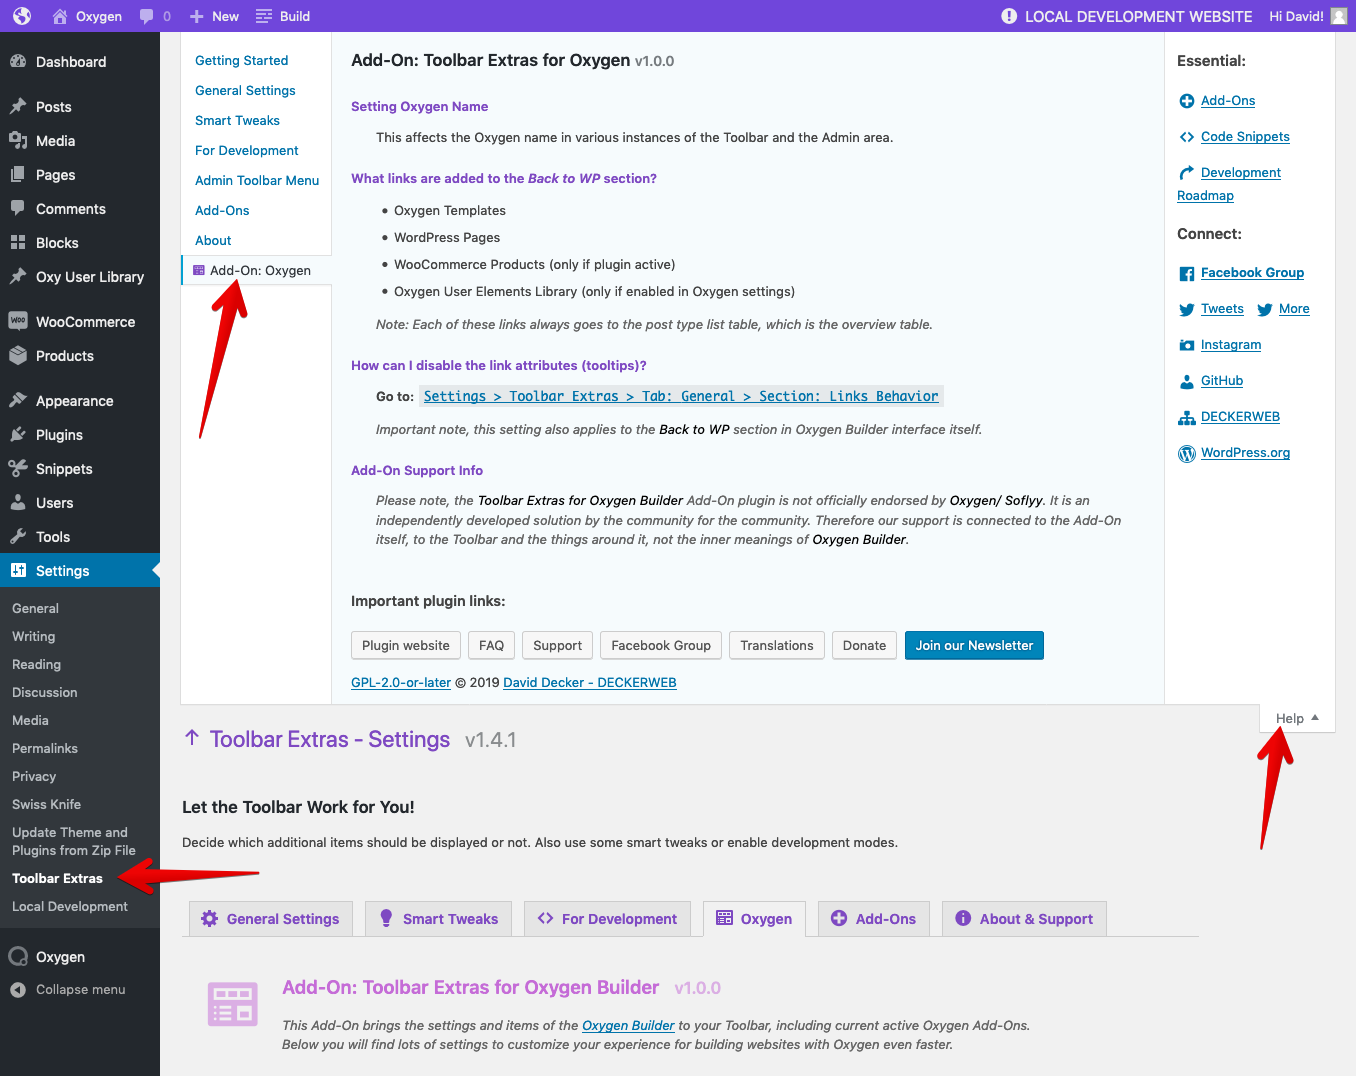 Oxygen
0
New
Build
LOCAL DEVELOPMENT WEBSITE
Hi David!
Dashboard
Posts
Media
Pages
Comments
Blocks
Oxy User Library
WOO
WooCommerce
Products
Appearance
Plugins
Snippets
Users
Tools
Settings
General
Writing
Reading
Discussion
Media
Permalinks
Privacy
Swiss Knife
Update Theme and
Plugins from Zip File
Toolbar Extras
Local Development
Oxygen
Collapse menu
Getting Started
General Settings
Smart Tweaks
For Development
Admin Toolbar Menu
Add-Ons
About
Add-On: Oxygen
Add-On: Toolbar Extras for Oxygen v1.0.0
Setting Oxygen Name
This affects the Oxygen name in various instances of the Toolbar and the Admin area.
What links are added to the Back to WP section?
• Oxygen Templates
• WordPress Pages
• WooCommerce Products (only if plugin active)
• Oxygen User Elements Library (only if enabled in Oxygen settings)
Note: Each of these links always goes to the post type list table, which is the overview table.
How can I disable the link attributes (tooltips)?
Go to: Settings > Toolbar Extras > Tab: General > Section: Links Behavior
Important note, this setting also applies to the Back to WP section in Oxygen Builder interface itself.
Add-On Support Info
Please note, the Toolbar Extras for Oxygen Builder Add-On plugin is not officially endorsed by Oxygen/ Soflyy. It is an
independently developed solution by the community for the community. Therefore our support is connected to the Add-On
itself, to the Toolbar and the things around it, not the inner meanings of Oxygen Builder.
Important plugin links:
Plugin website
FAQ
Support
Facebook Group
Translations
Donate
Join our Newsletter
GPL-2.0-or-later © 2019 David Decker - DECKERWEB
Essential:
Add-Ons
Code Snippets
Development
Roadmap
Connect:
Facebook Group
Tweets
More
Instagram
GitHub
DECKERWEB
WordPress.org
Help
↑ Toolbar Extras - Settings v1.4.1
Let the Toolbar Work for You!
Decide which additional items should be displayed or not. Also use some smart tweaks or enable development modes.
General Settings
Smart Tweaks
For Development
Oxygen
Add-Ons
About & Support
Add-On: Toolbar Extras for Oxygen Builder v1.0.0
This Add-On brings the settings and items of the Oxygen Builder to your Toolbar, including current active Oxygen Add-Ons.
Below you will find lots of settings to customize your experience for building websites with Oxygen even faster.